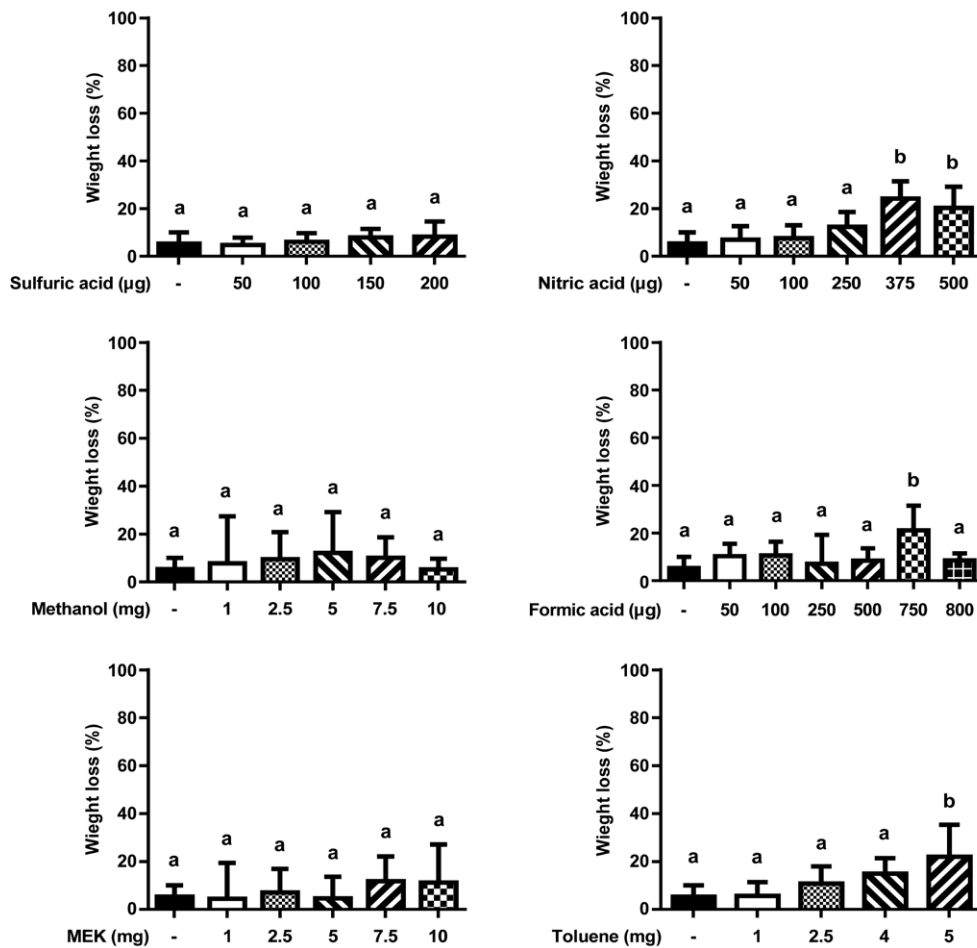 100
80
60
40
20
0
Wieght loss (%)
a a a a a
Sulfuric acid (µg) - 50 100 150 200
100
80
60
40
20
0
Wieght loss (%)
a a a a b b
Nitric acid (µg) - 50 100 250 375 500
100
80
60
40
20
0
Wieght loss (%)
a a a a a a
Methanol (mg) - 1 2.5 5 7.5 10
100
80
60
40
20
0
Wieght loss (%)
a a a a a b a
Formic acid (µg) - 50 100 250 500 750 800
100
80
60
40
20
0
Wieght loss (%)
a a a a a a
MEK (mg) - 1 2.5 5 7.5 10
100
80
60
40
20
0
Wieght loss (%)
a a a a b
Toluene (mg) - 1 2.5 4 5